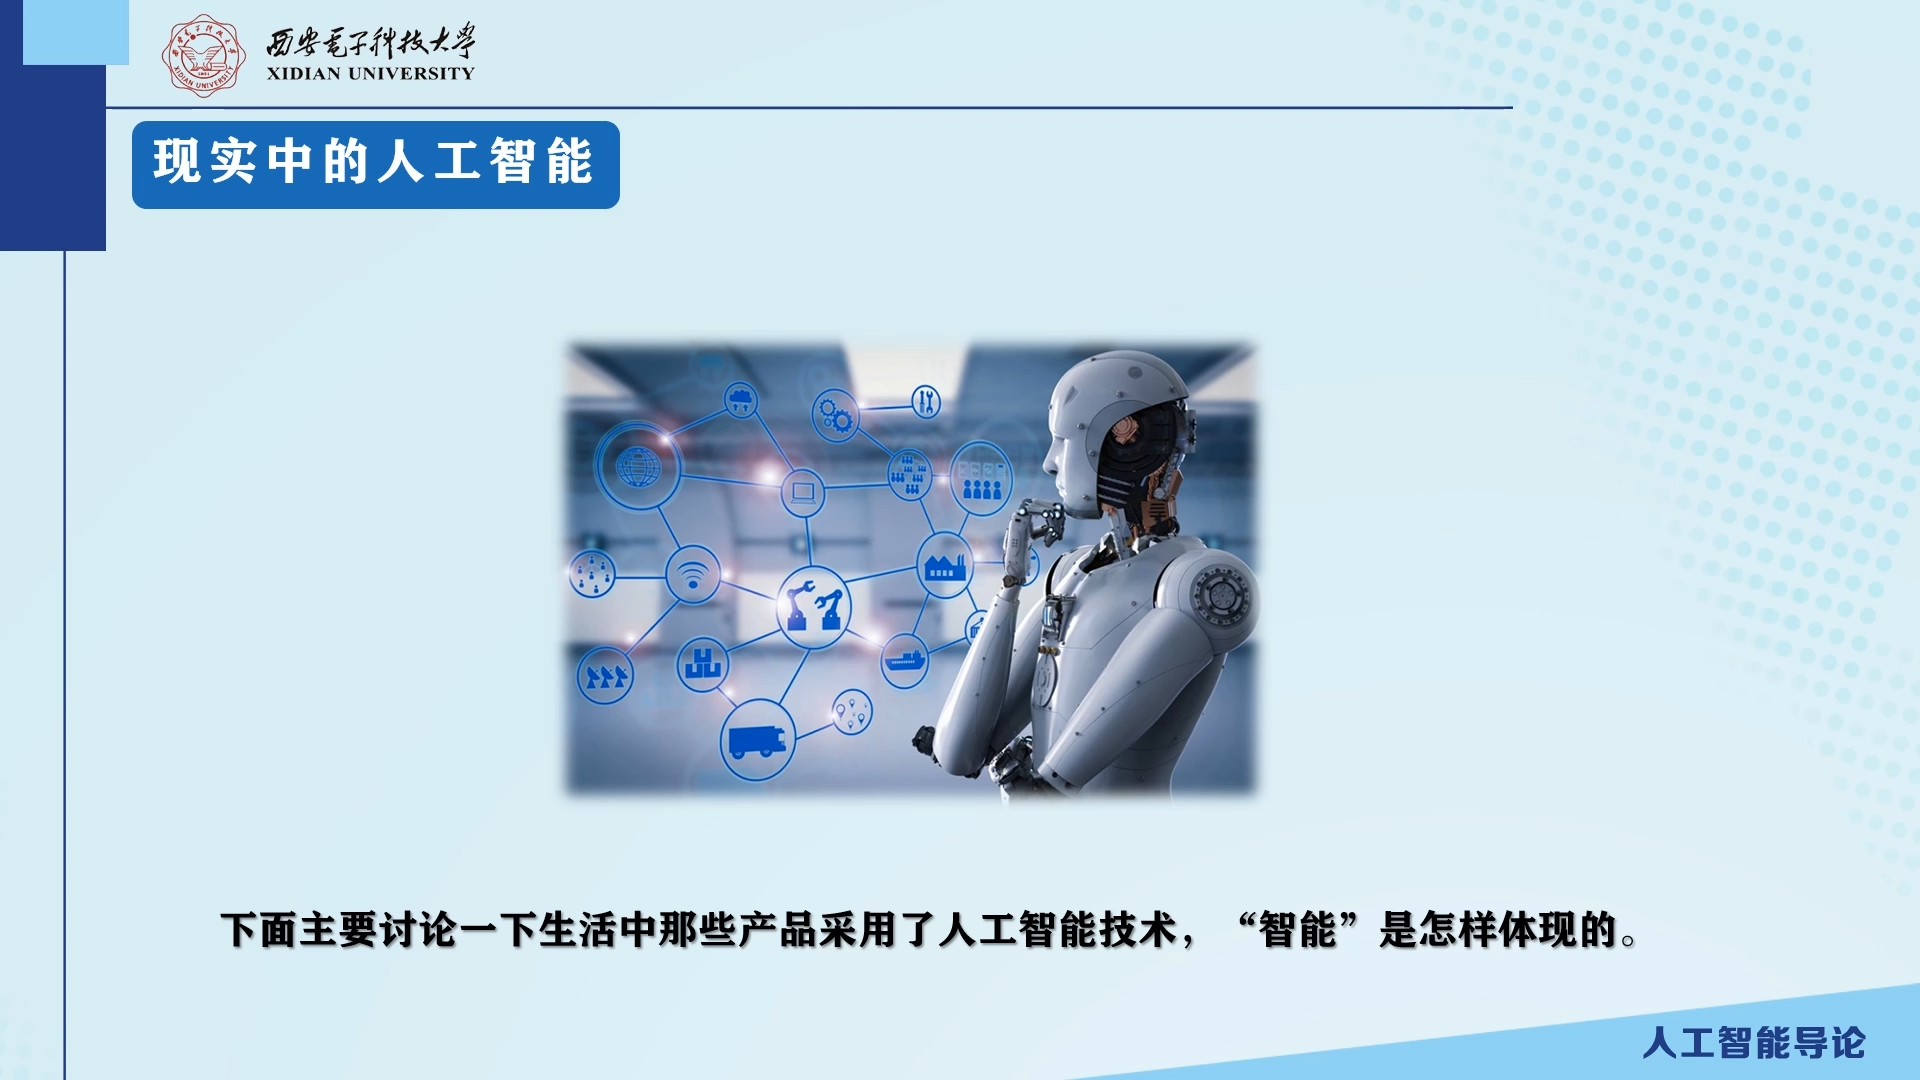 西安电子科技大学
XIDIAN UNIVERSITY
XIDIAN UNIVERSITY
现实中的人工智能
下面主要讨论一下生活中那些产品采用了人工智能技术，“智能”是怎样体现的。
人工智能导论